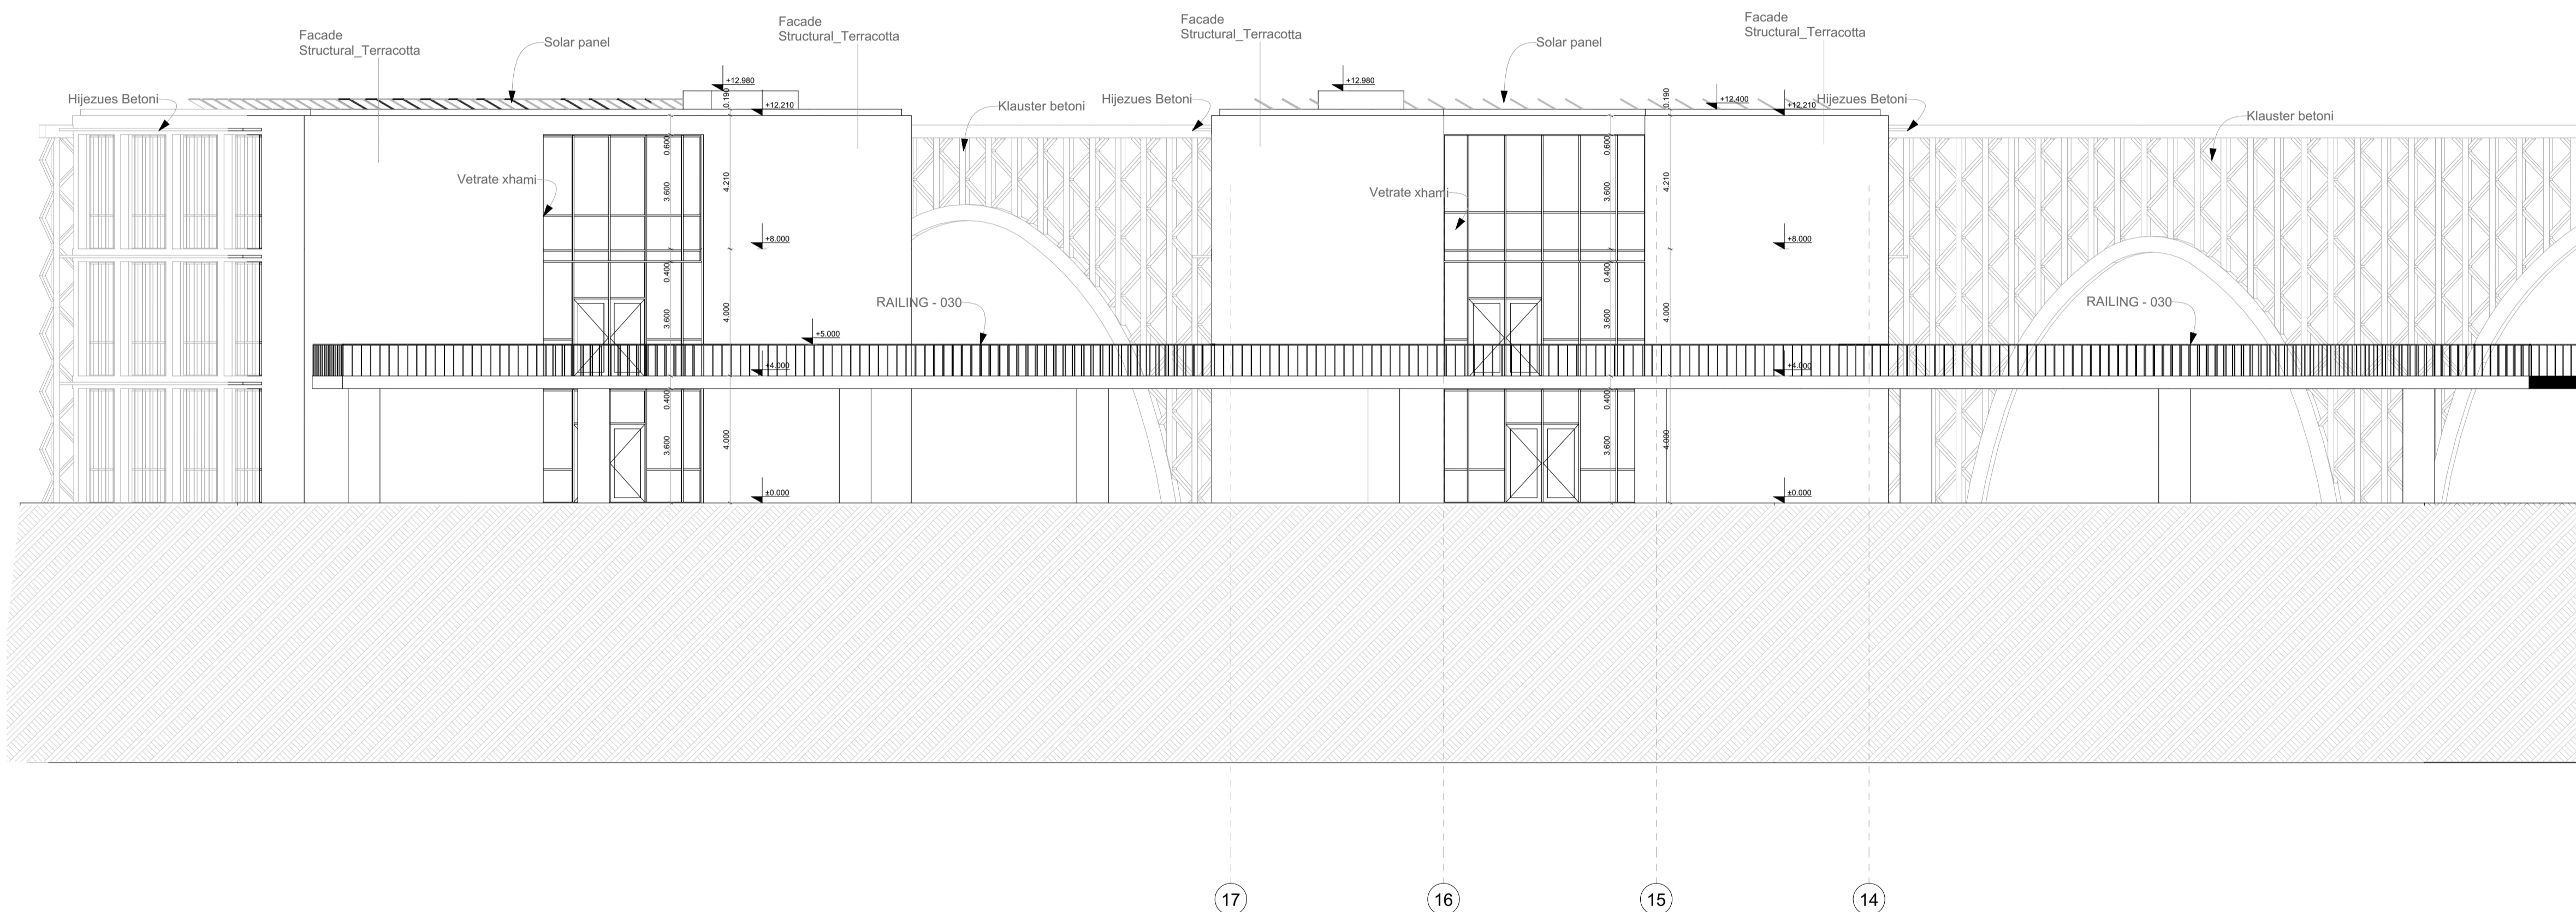 Facade
Structural_Terracotta
Solar panel
Facade
Structural_Terracotta
Facade
Structural_Terracotta
Solar panel
Facade
Structural_Terracotta
Hijezues Betoni
+12.980
0.190
+12.210
Klauster betoni
Hijezues Betoni
+12.980
0.190
+12.400
+12.210
Hijezues Betoni
Klauster betoni
Vetrate xhami
0.600
3.600
4.210
Vetrate xhami
0.600
3.600
4.210
+8.000
+8.000
0.400
0.400
RAILING - 030
3.600
4.000
3.600
4.000
RAILING - 030
+5.000
+4.000
+4.000
0.400
3.600
4.000
0.400
3.600
4.000
±0.000
±0.000
17
16
15
14